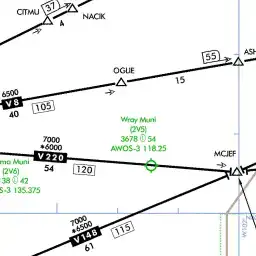 37
CITMU
NACIK
4
OGUE
55
ASH
15
6500
V8
40
105
Wray Muni
(2V5)
3678 54
AWOS-3 118.25
7000
*6000
V220
54
120
MCJEF
ma Muni
(2V6)
38 42
S-3 135.375
7000
*6500
V148
61
115